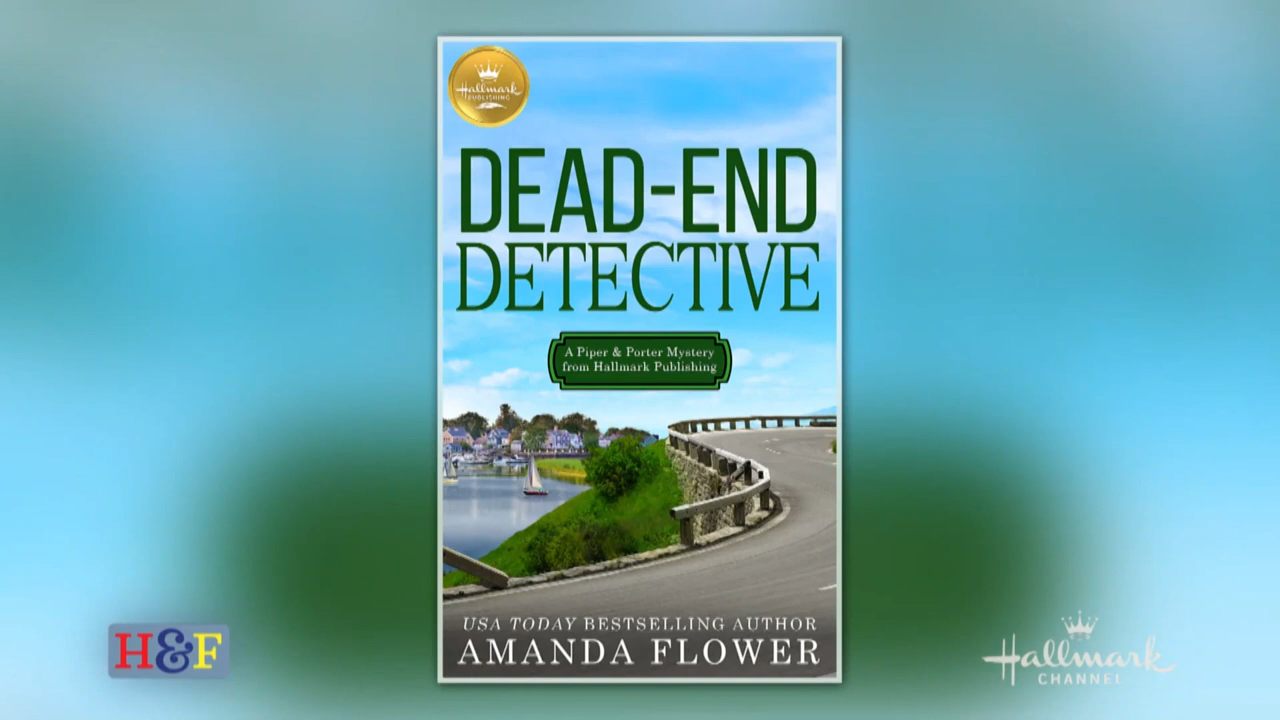 Hallmark
PUBLISHING
DEAD-END
DETECTIVE
A Piper & Porter Mystery
from Hallmark Publishing
USA TODAY BESTSELLING AUTHOR
AMANDA FLOWER
H&F
Hallmark
CHANNEL